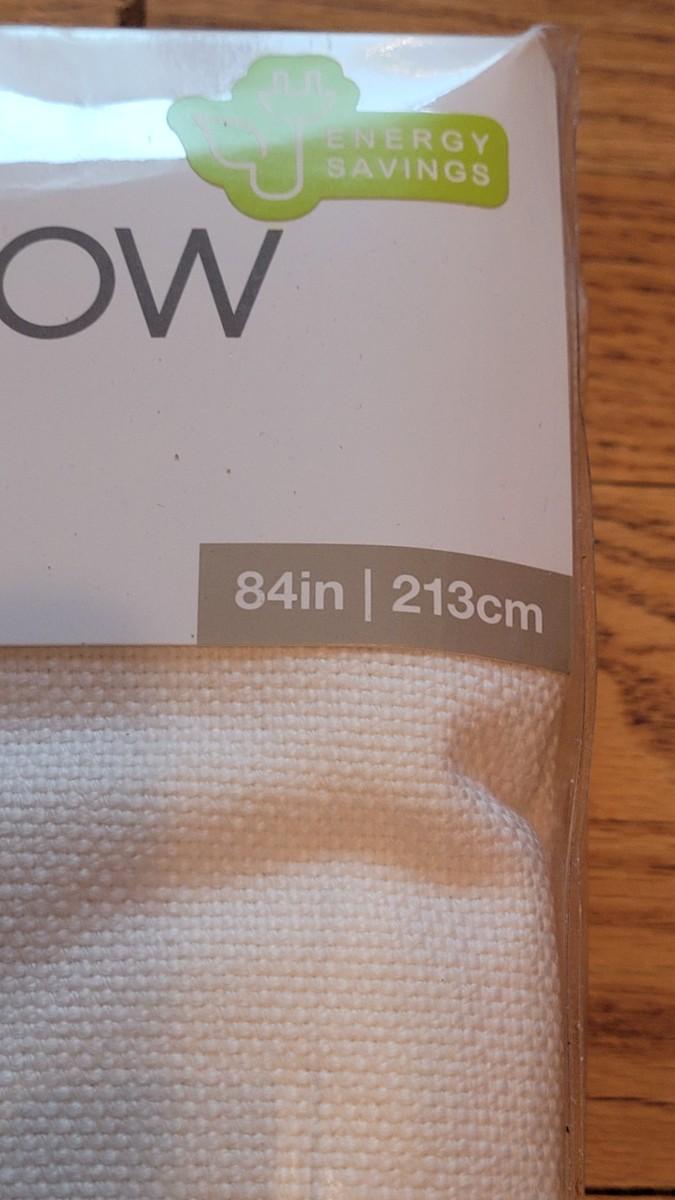 ENERGY
SAVINGS
OW
84in | 213cm